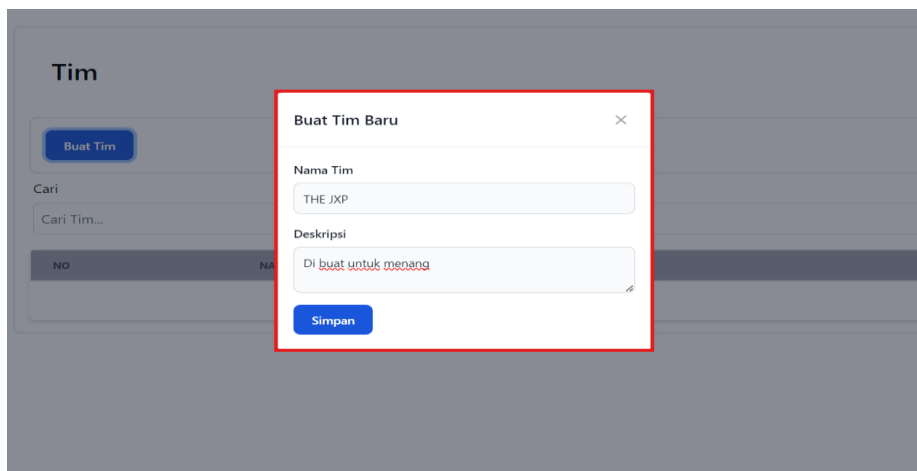 Tim
Buat Tim
Cari
Cari Tim...
NO
NA
Buat Tim Baru
Nama Tim
THE JXP
Deskripsi
Di buat untuk menang
Simpan